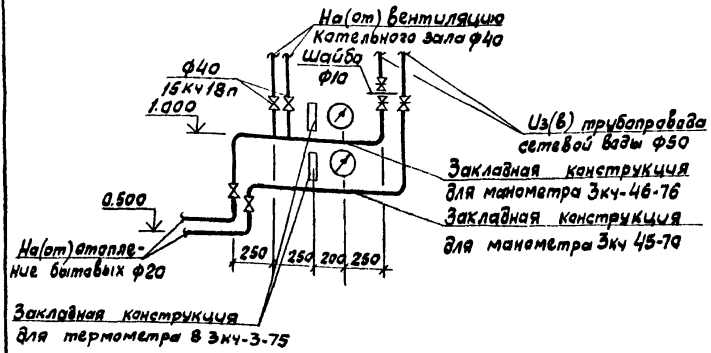 На(от) вентиляцию
котельного зала ф40
Шайба
ф10
ф40
15кч18п
1.000
Из(в) трубопровода
сетевой воды ф50
Закладная конструкция
для манометра 3кч-46-76
Закладная конструкция
для манометра 3кч 45-70
0.500
На(от) отопле-
ние бытовых ф20
250 250 200 250
Закладная конструкция
для термометра В 3кч-3-75